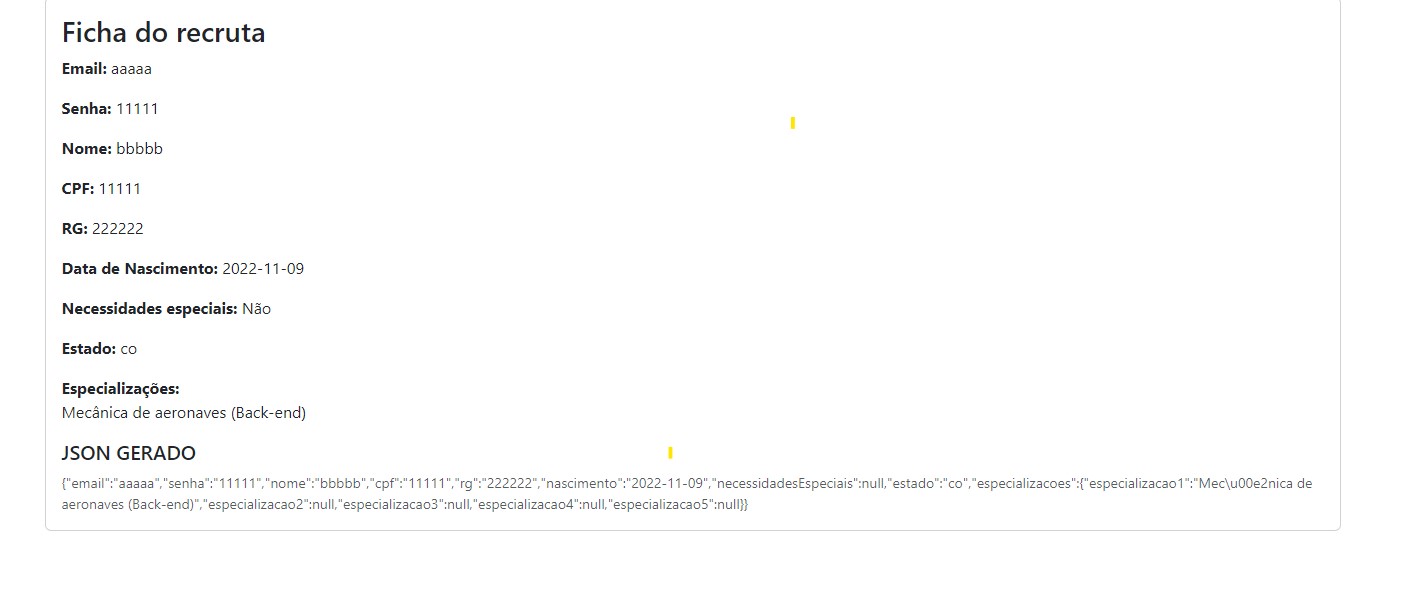 Ficha do recruta
Email: aaaaa
Senha: 11111
Nome: bbbbb
CPF: 11111
RG: 222222
Data de Nascimento: 2022-11-09
Necessidades especiais: Não
Estado: co
Especializações:
Mecânica de aeronaves (Back-end)
JSON GERADO
{"email":"aaaaa","senha":"11111","nome":"bbbbb","cpf":"11111","rg":"222222","nascimento":"2022-11-09","necessidadesEspeciais":null,"estado":"co","especializacoes":{"especializacao1":"Mec\u00e2nica de
aeronaves (Back-end)","especializacao2":null,"especializacao3":null,"especializacao4":null,"especializacao5":null}}